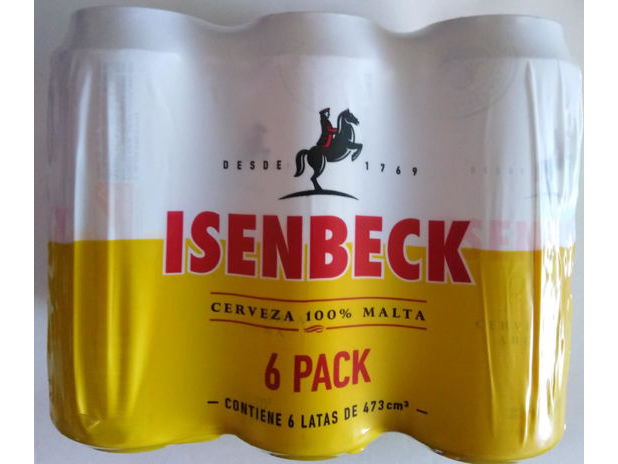 DESDE 1769
ISENBECK
CERVEZA 100% MALTA
6 PACK
CONTIENE 6 LATAS DE 473cm³